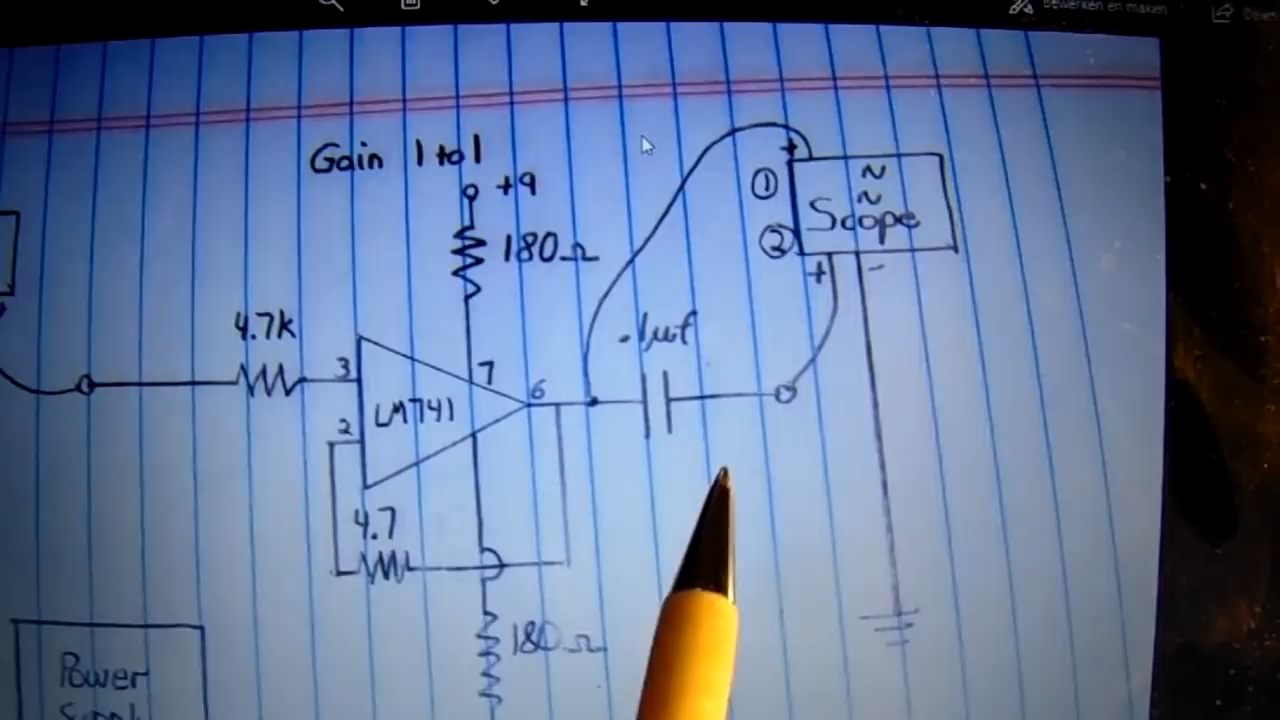 Bewerken en maken
Delen
Gain 1 to 1
+9
180Ω
+
①
~
~
Scope
②
+ -
4.7k
.1µf
3
7
6
LM741
2
4.7
180Ω
Power
Supply